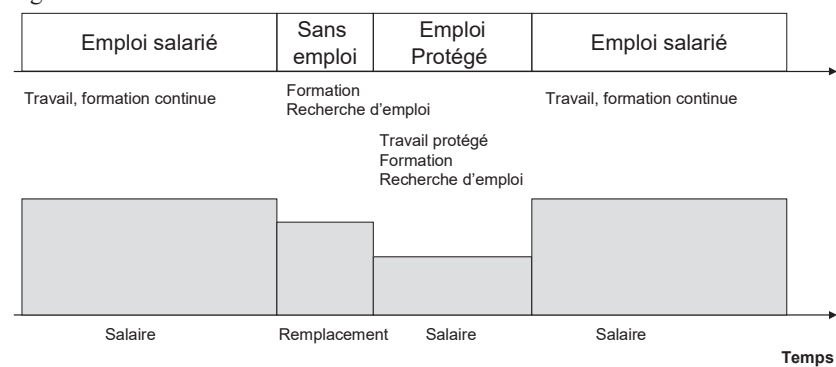 Emploi salarié
Sans
emploi
Emploi
Protégé
Emploi salarié
Travail, formation continue
Formation
Recherche d'emploi
Travail, formation continue
Travail protégé
Formation
Recherche d'emploi
Salaire
Remplacement
Salaire
Salaire
Temps